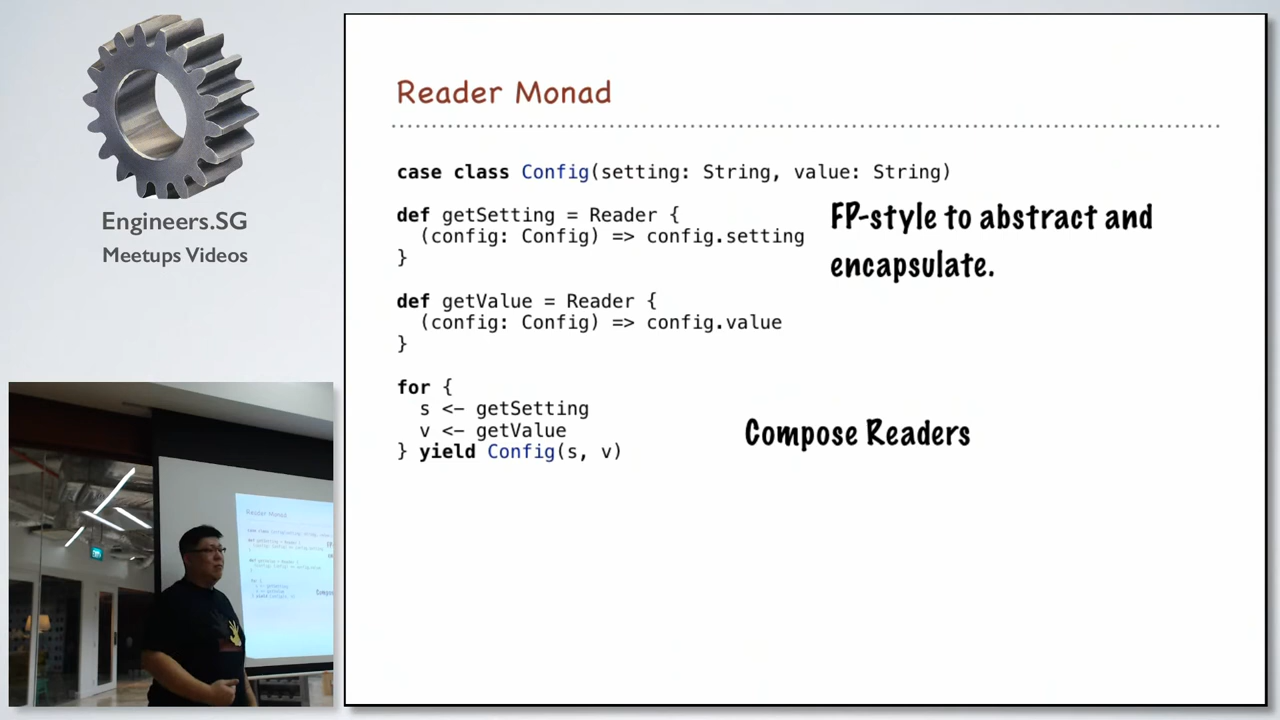 Engineers.SG
Meetups Videos
Reader Monad
case class Config(setting: String, value: String)
def getSetting = Reader {
(config: Config) => config.setting
}
FP-style to abstract and
encapsulate.
def getValue = Reader {
(config: Config) => config.value
}
for {
s <- getSetting
v <- getValue
} yield Config(s, v)
Compose Readers
Reader Monad